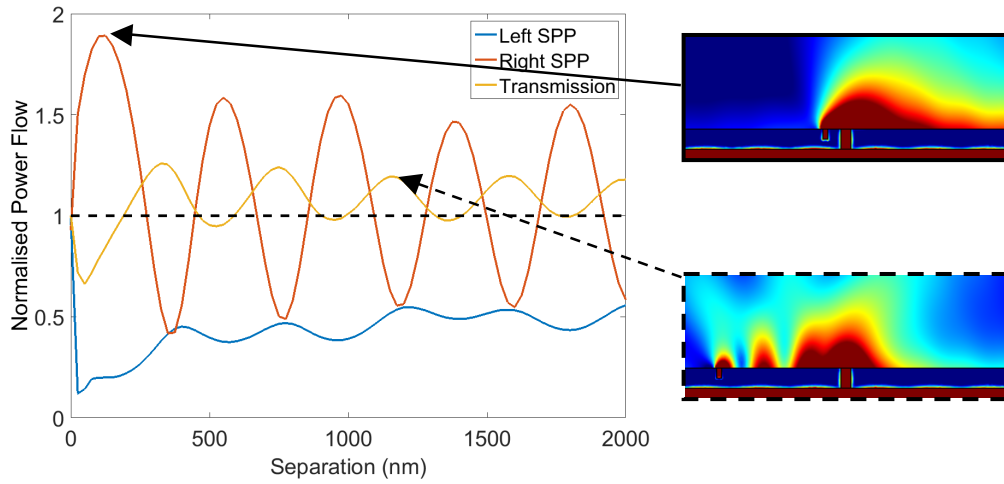 2
1.5
1
0.5
0
Normalised Power Flow
Left SPP
Right SPP
Transmission
0
500
1000
1500
2000
Separation (nm)